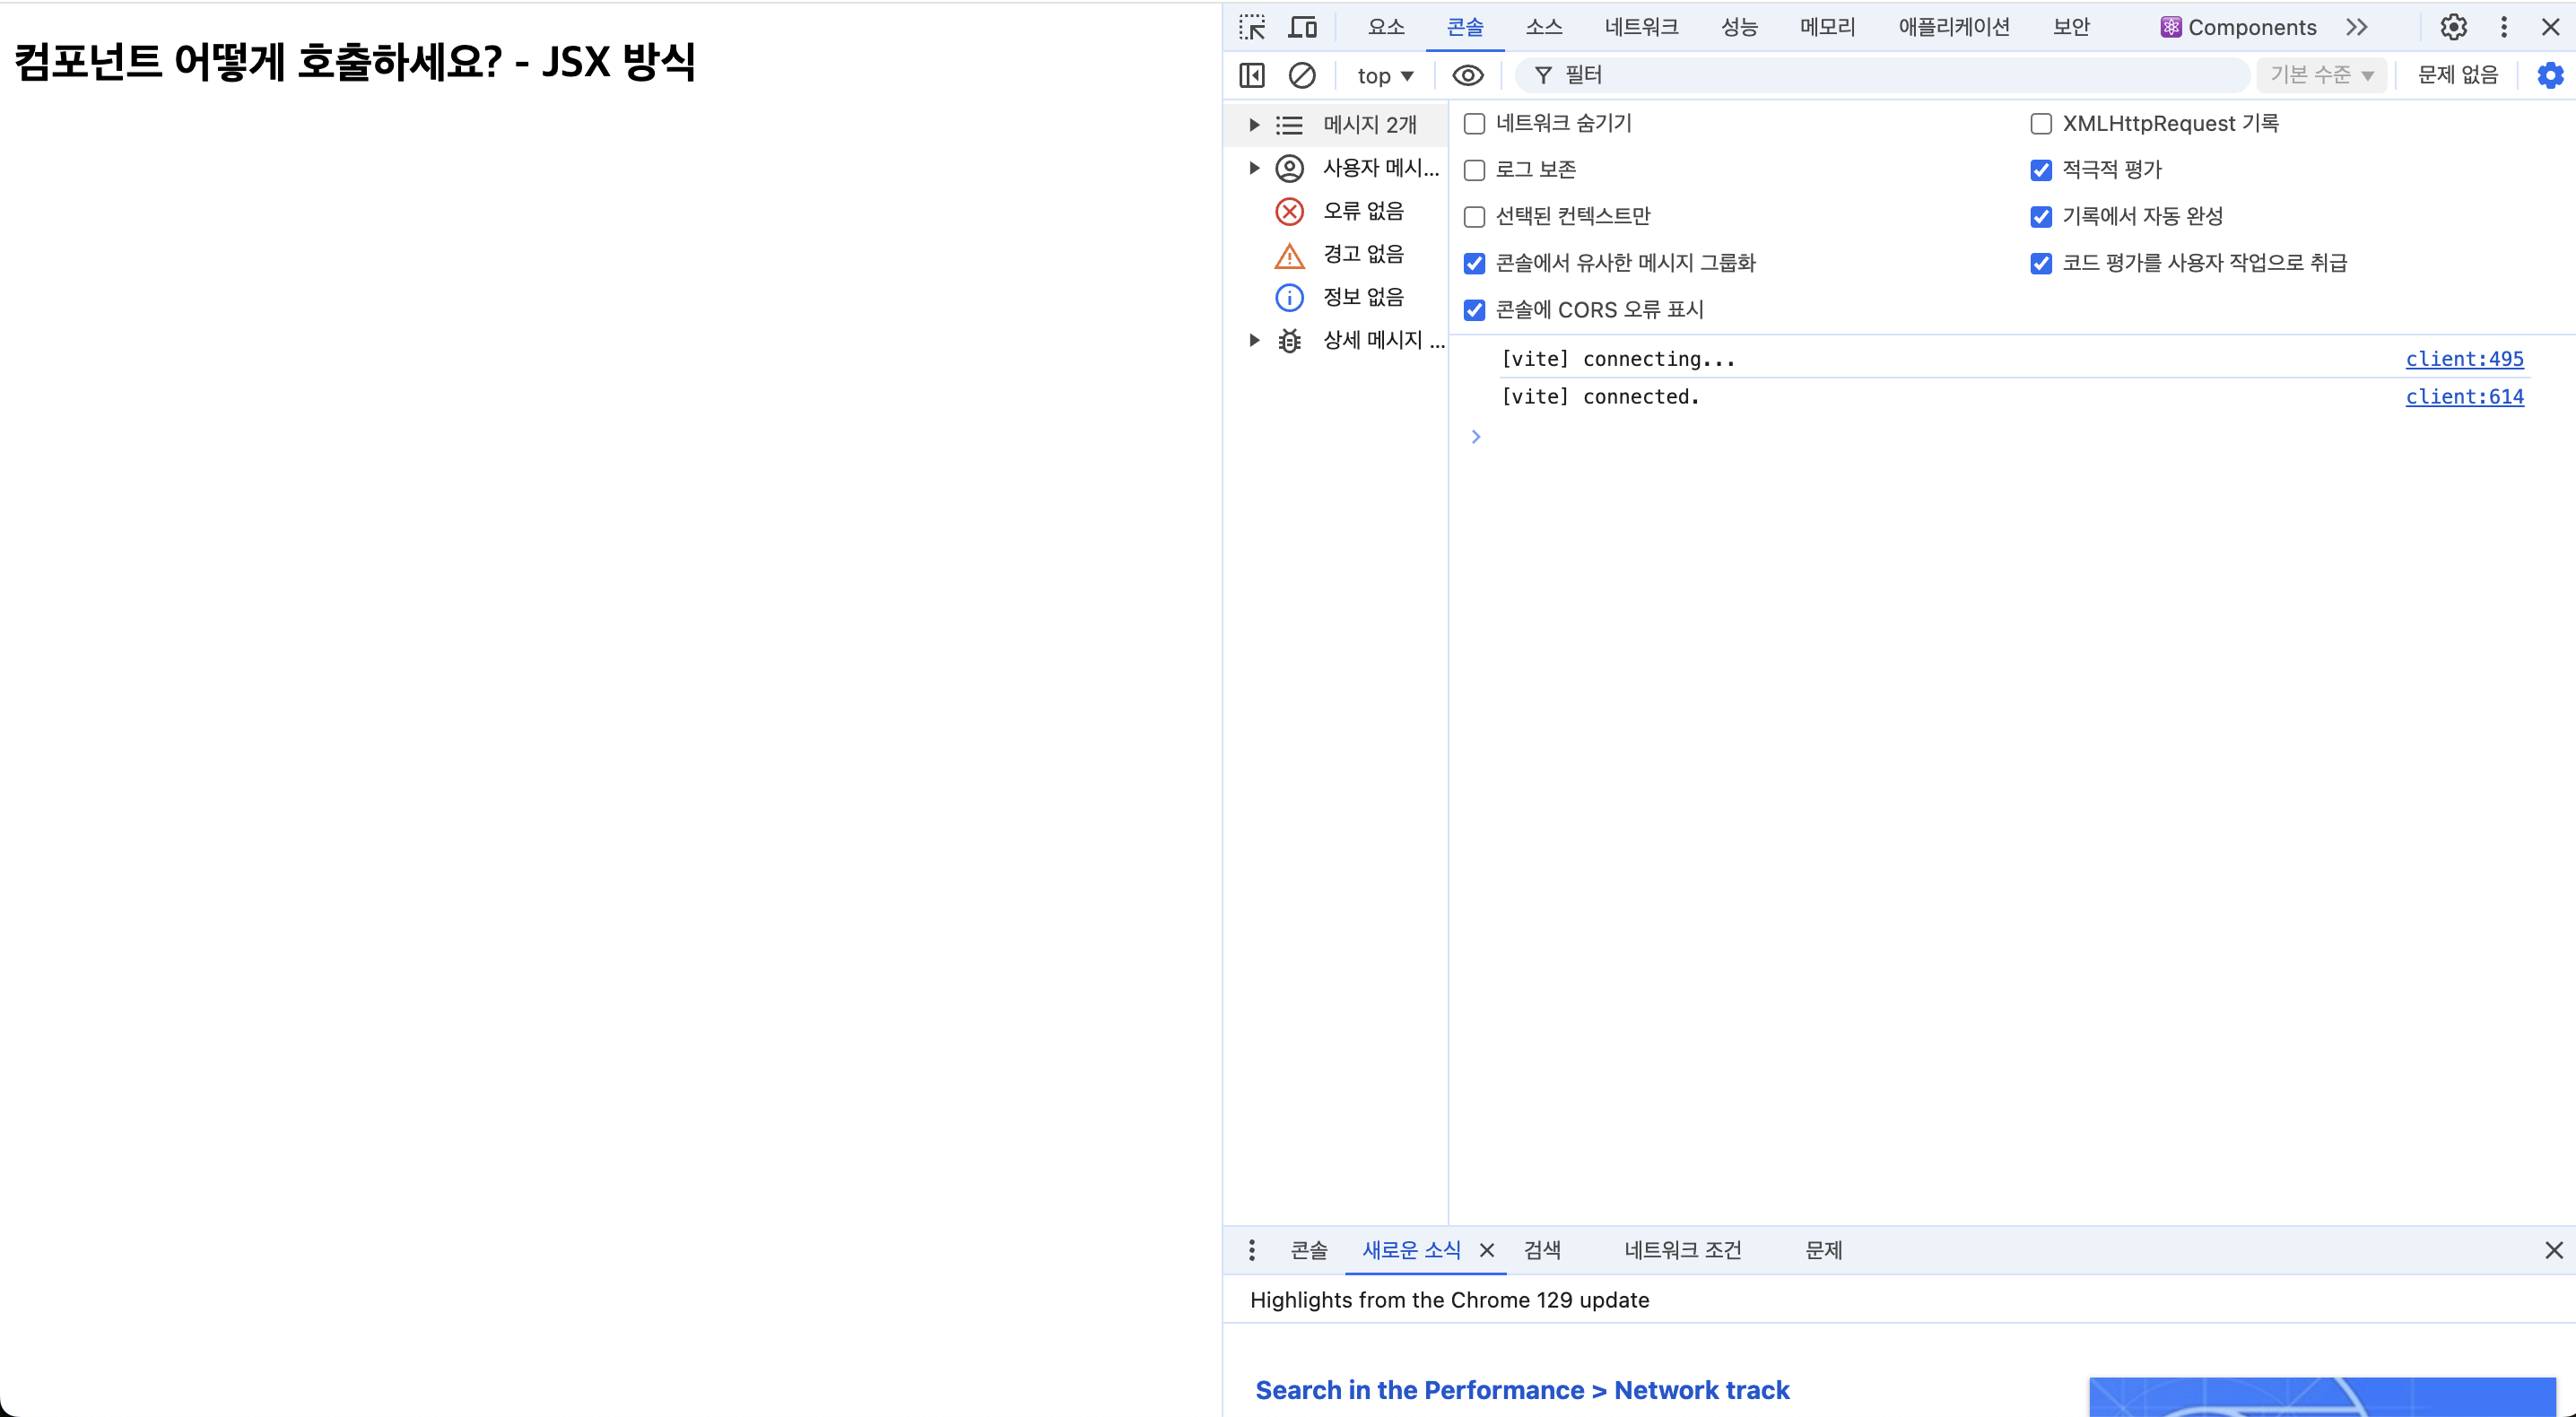 컴포넌트 어떻게 호출하세요? - JSX 방식
요소 콘솔 소스 네트워크 성능 메모리 애플리케이션 보안 Components
top 필터 기본 수준 문제 없음
메시지 2개
사용자 메시...
오류 없음
경고 없음
정보 없음
상세 메시지 ...
네트워크 숨기기 XMLHttpRequest 기록
로그 보존 적극적 평가
선택된 컨텍스트만 기록에서 자동 완성
콘솔에서 유사한 메시지 그룹화 코드 평가를 사용자 작업으로 취급
콘솔에 CORS 오류 표시
[vite] connecting... client:495
[vite] connected. client:614
콘솔 새로운 소식 검색 네트워크 조건 문제
Highlights from the Chrome 129 update
Search in the Performance > Network track